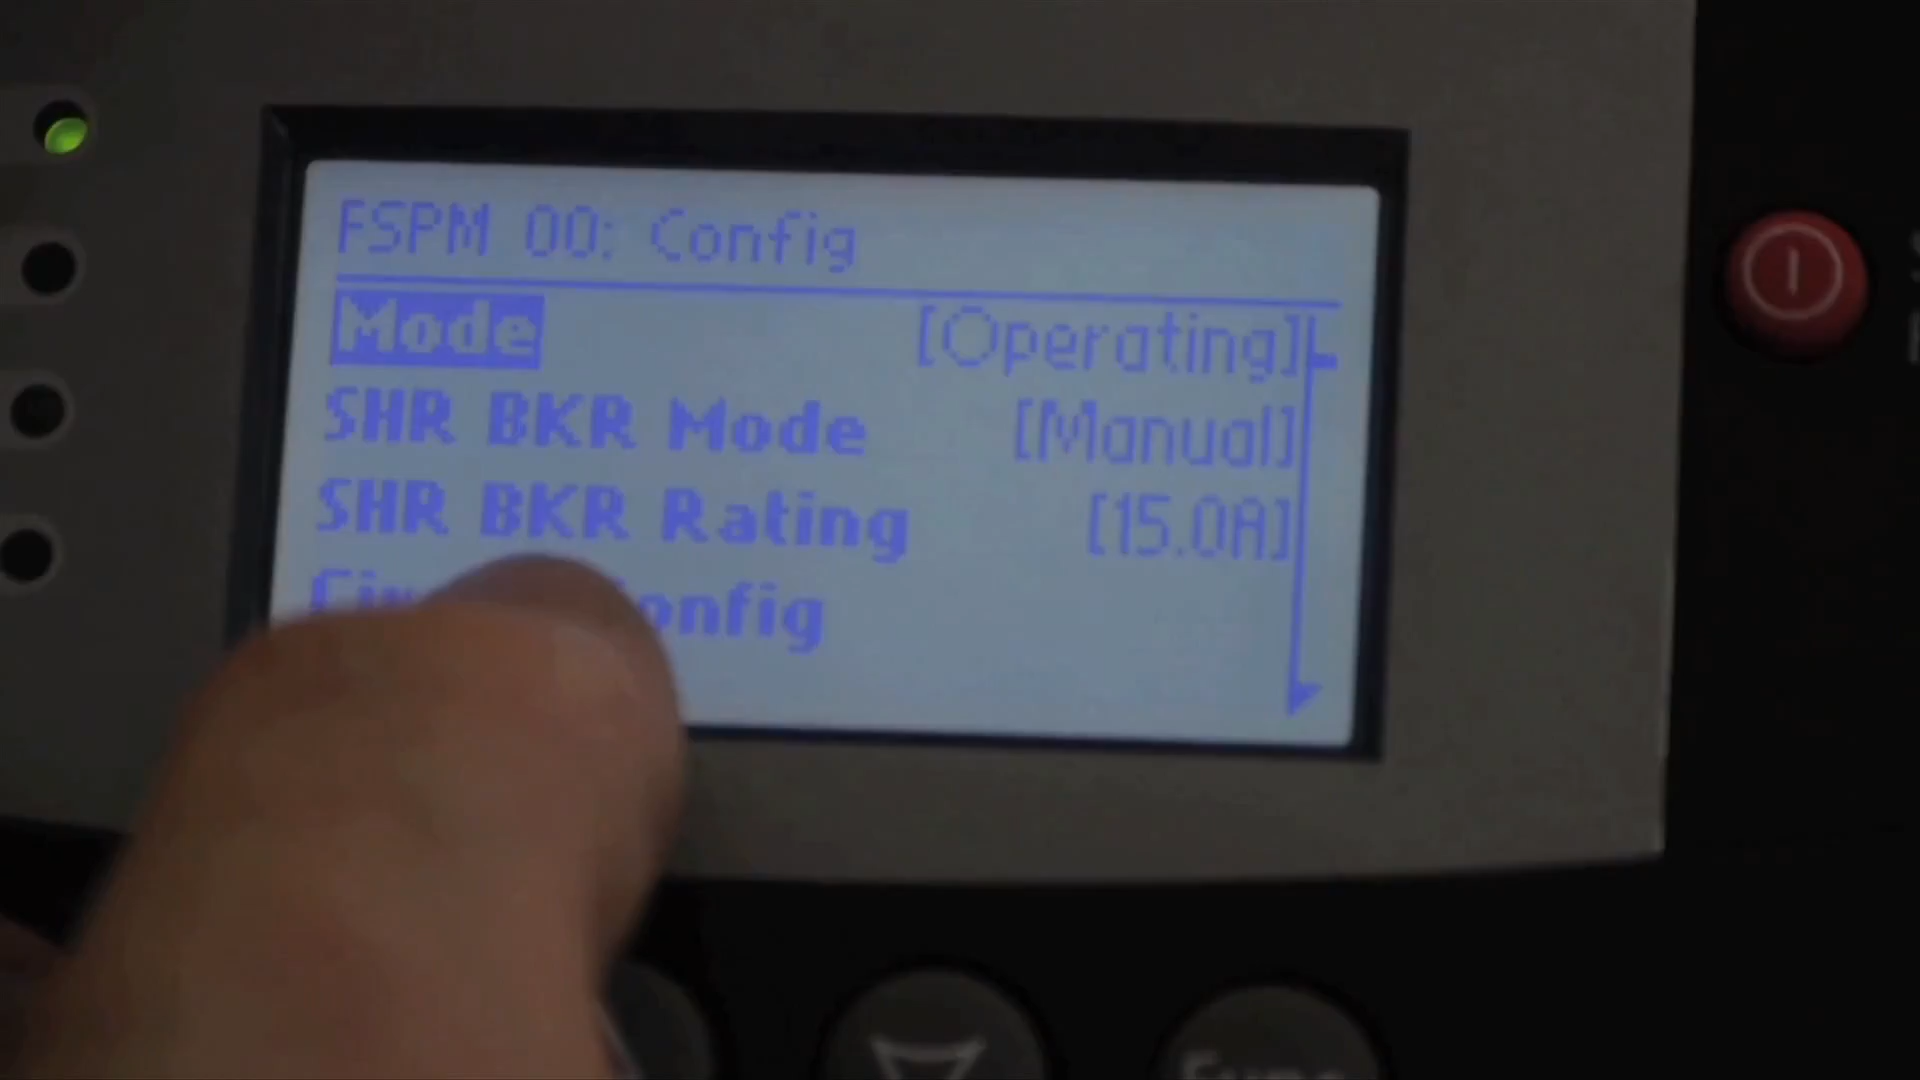 FSPM 00: Config
Mode [Operating]
SHR BKR Mode [Manual]
SHR BKR Rating [15.0A]